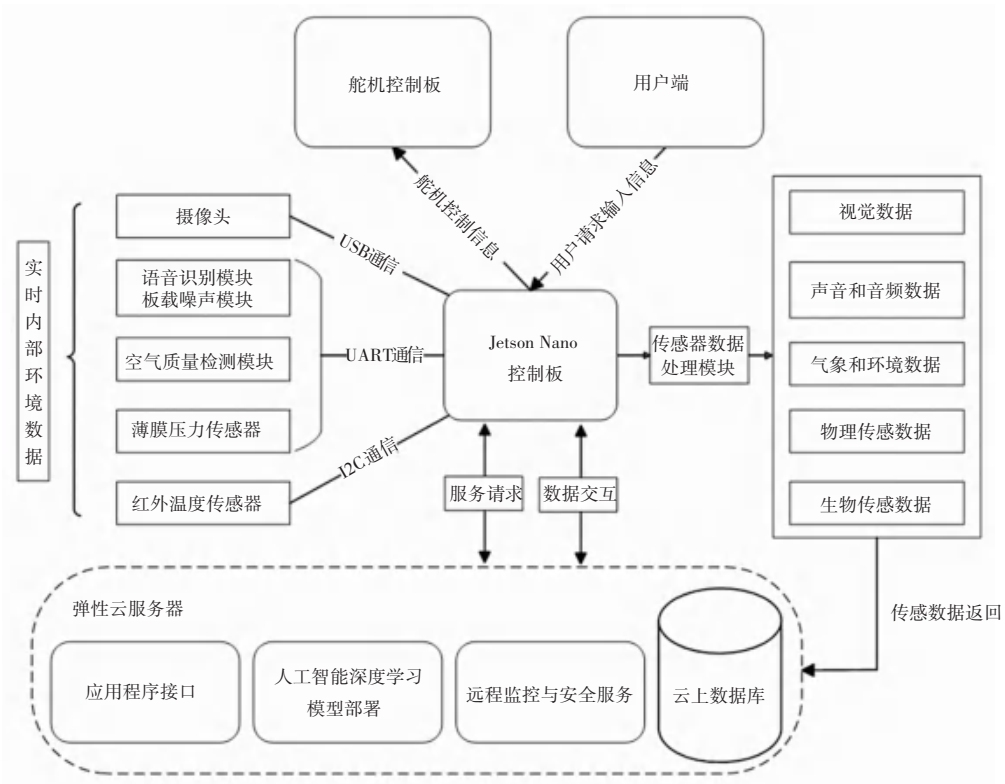 舵机控制板
用户端
舵机控制信息
用户请求输入信息
实时内部环境数据
摄像头
语音识别模块
板载噪声模块
空气质量检测模块
薄膜压力传感器
红外温度传感器
USB通信
UART通信
I2C通信
Jetson Nano
控制板
传感器数据
处理模块
视觉数据
声音和音频数据
气象和环境数据
物理传感数据
生物传感数据
服务请求
数据交互
传感数据返回
弹性云服务器
应用程序接口
人工智能深度学习
模型部署
远程监控与安全服务
云上数据库